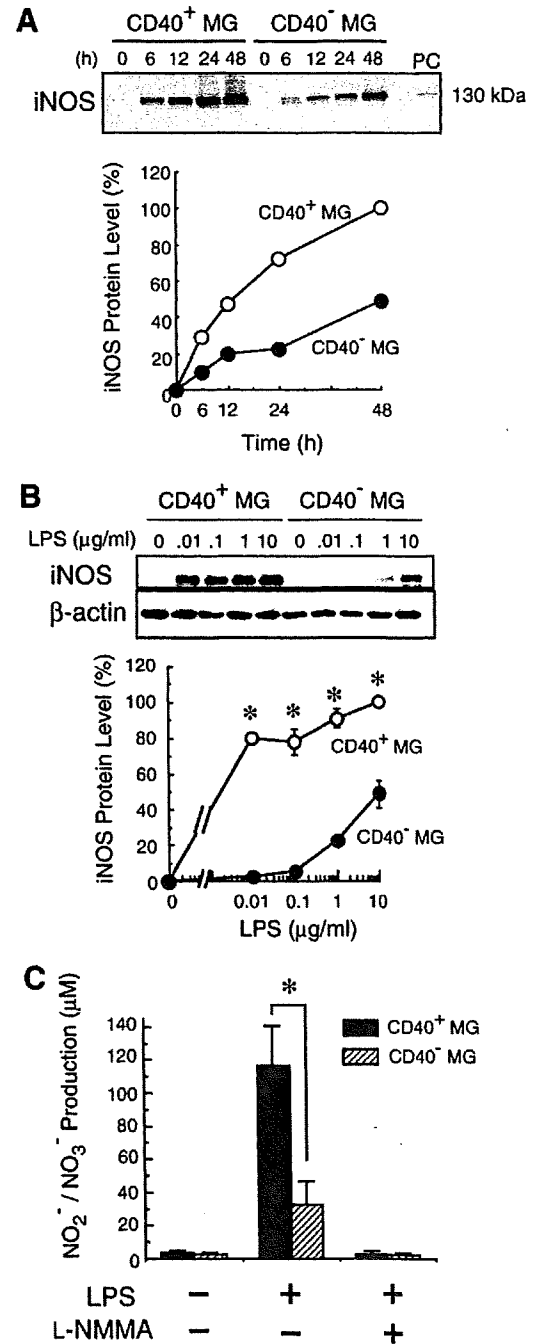 A
CD40+ MG CD40- MG
(h) 0 6 12 24 48 0 6 12 24 48 PC
iNOS 130 kDa
iNOS Protein Level (%)
120
100
80
60
40
20
0
CD40+ MG
CD40- MG
0 6 12 24 48
Time (h)
B
CD40+ MG CD40- MG
LPS (µg/ml) 0 .01 .1 1 10 0 .01 .1 1 10
iNOS
β-actin
iNOS Protein Level (%)
120
100
80
60
40
20
0
* * * *
CD40+ MG
CD40- MG
0 0.01 0.1 1 10
LPS (µg/ml)
C
NO2- / NO3- Production (µM)
140
120
100
80
60
40
20
0
*
CD40+ MG
CD40- MG
LPS − + +
L-NMMA − − +